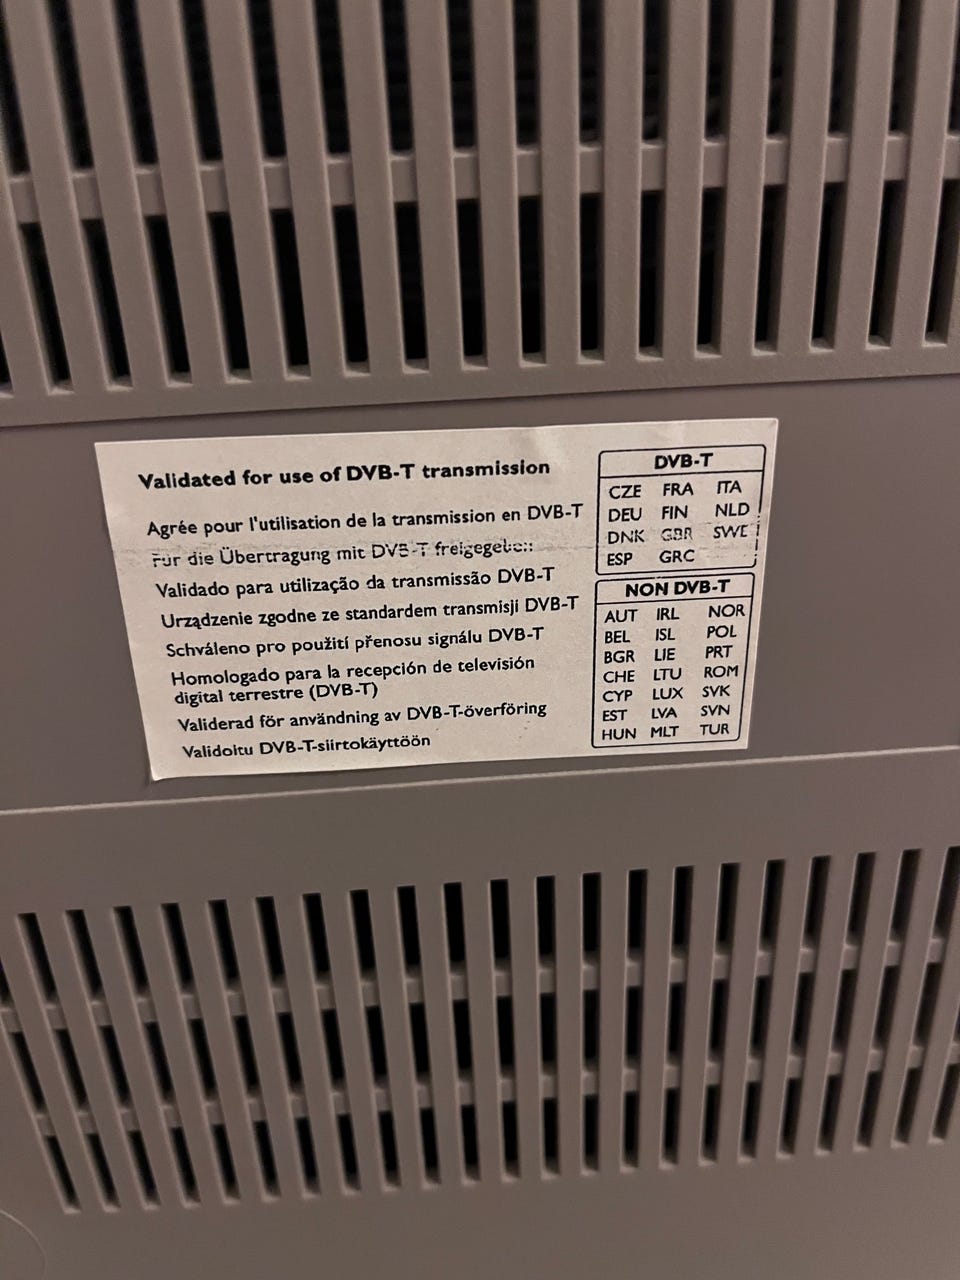 Validated for use of DVB-T transmission
Agrée pour l'utilisation de la transmission en DVB-T
Für die Übertragung mit DVB-T freigegeben
Validado para utilização da transmissão DVB-T
Urządzenie zgodne ze standardem transmisji DVB-T
Schváleno pro použití přenosu signálu DVB-T
Homologado para la recepción de televisión
digital terrestre (DVB-T)
Validerad för användning av DVB-T-överföring
Validoitu DVB-T-siirtokäyttöön
DVB-T
CZE FRA ITA
DEU FIN NLD
DNK GBR SWE
ESP GRC
NON DVB-T
AUT IRL NOR
BEL ISL POL
BGR LIE PRT
CHE LTU ROM
CYP LUX SVK
EST LVA SVN
HUN MLT TUR